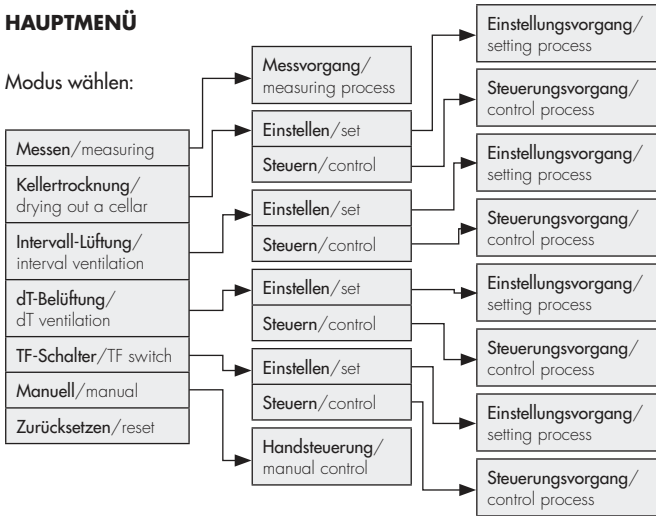 HAUPTMENÜ
Modus wählen:
Messen/measuring
Kellertrocknung/
drying out a cellar
Intervall-Lüftung/
interval ventilation
dT-Belüftung/
dT ventilation
TF-Schalter/TF switch
Manuell/manual
Zurücksetzen/reset
Messvorgang/
measuring process
Einstellen/set
Steuern/control
Einstellen/set
Steuern/control
Einstellen/set
Steuern/control
Einstellen/set
Steuern/control
Handsteuerung/
manual control
Einstellungsvorgang/
setting process
Steuerungsvorgang/
control process
Einstellungsvorgang/
setting process
Steuerungsvorgang/
control process
Einstellungsvorgang/
setting process
Steuerungsvorgang/
control process
Einstellungsvorgang/
setting process
Steuerungsvorgang/
control process